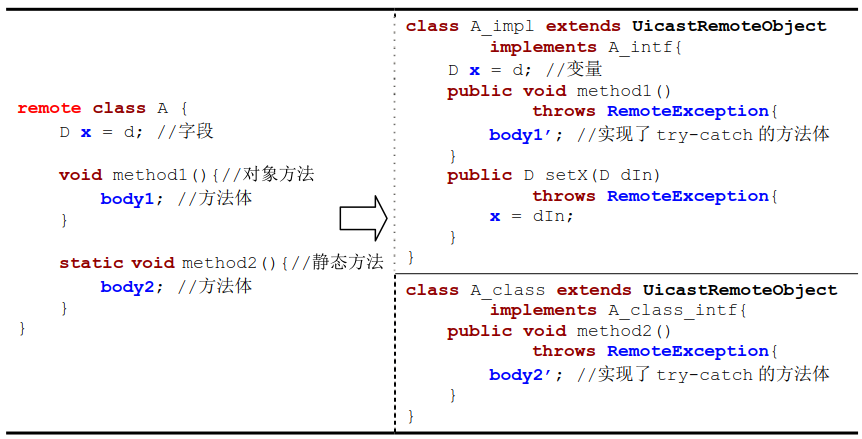 remote class A {
D x = d; //字段
void method1(){//对象方法
body1; //方法体
}
static void method2(){//静态方法
body2; //方法体
}
}
class A_impl extends UicastRemoteObject
implements A_intf{
D x = d; //变量
public void method1()
throws RemoteException{
body1’; //实现了 try-catch 的方法体
}
public D setX(D dIn)
throws RemoteException{
x = dIn;
}
}
class A_class extends UicastRemoteObject
implements A_class_intf{
public void method2()
throws RemoteException{
body2’; //实现了 try-catch 的方法体
}
}